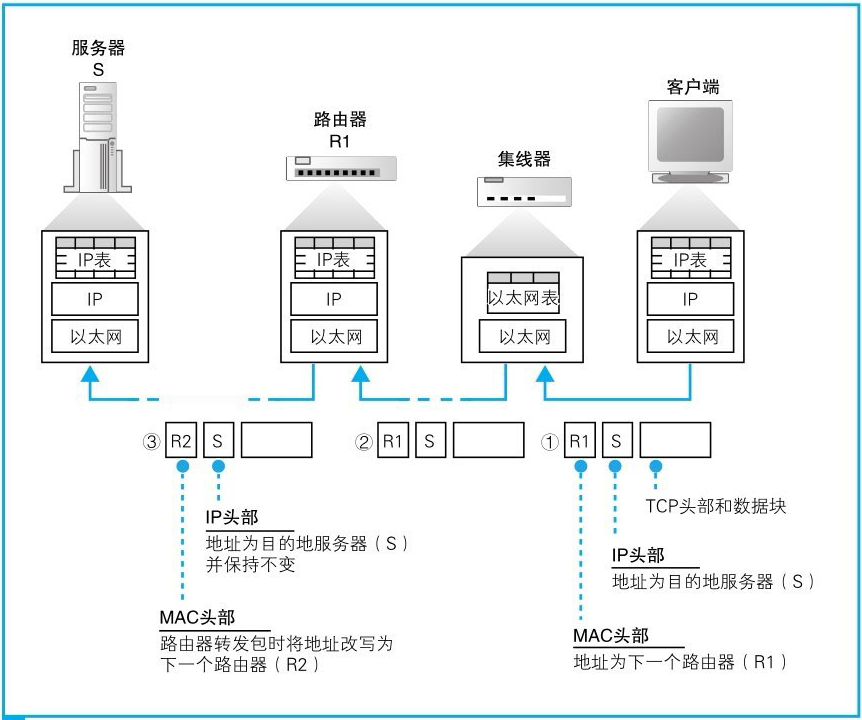 服务器
S
路由器
R1
集线器
客户端
IP表
IP
以太网
IP表
IP
以太网
以太网表
以太网
IP表
IP
以太网
③ R2 S
② R1 S
① R1 S
IP头部
地址为目的地服务器（S）
并保持不变
MAC头部
路由器转发包时将地址改写为
下一个路由器（R2）
TCP头部和数据块
IP头部
地址为目的地服务器（S）
MAC头部
地址为下一个路由器（R1）